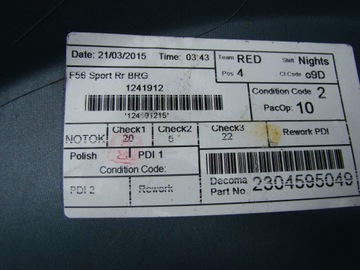 Date: 21/03/2015 Time: 03:43 Team RED Shift Nights
Pos 4 Ct Code o9D
F56 Sport Rr BRG
1241912
Condition Code: 2
PacOp: 10
Check1 Check2 Check3 Rework PDI
NOTOK 20 22
Polish PDI 1
Condition Code:
PDI 2 Rework
Decoma
Part No. 2304595049